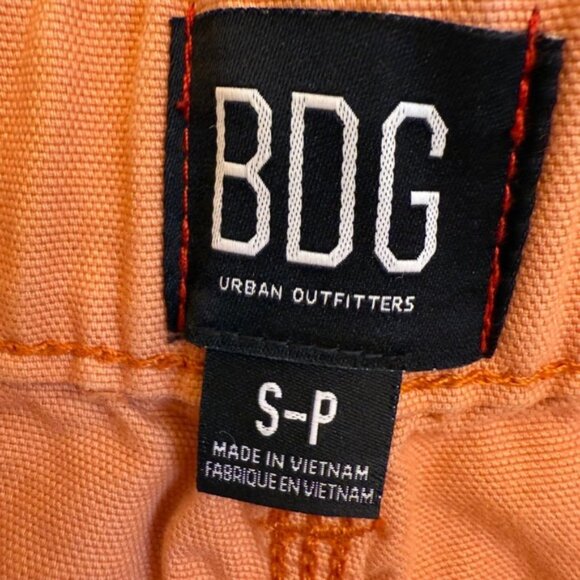 BDG
URBAN OUTFITTERS
S-P
MADE IN VIETNAM
FABRIQUE EN VIETNAM